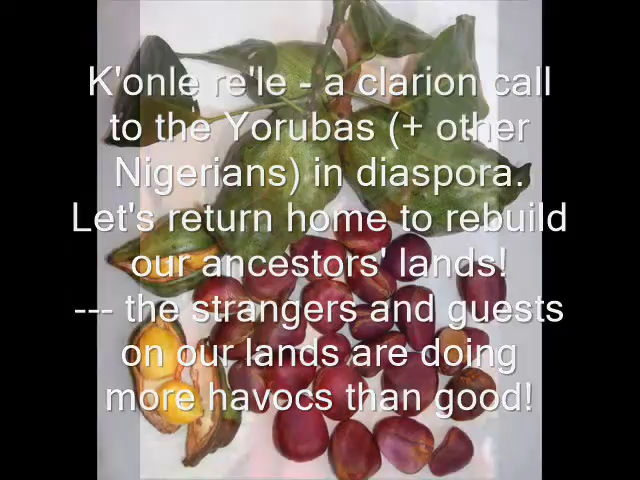 K'onle re'le - a clarion call
to the Yorubas (+ other
Nigerians) in diaspora.
Let's return home to rebuild
our ancestors' lands!
--- the strangers and guests
on our lands are doing
more havocs than good!